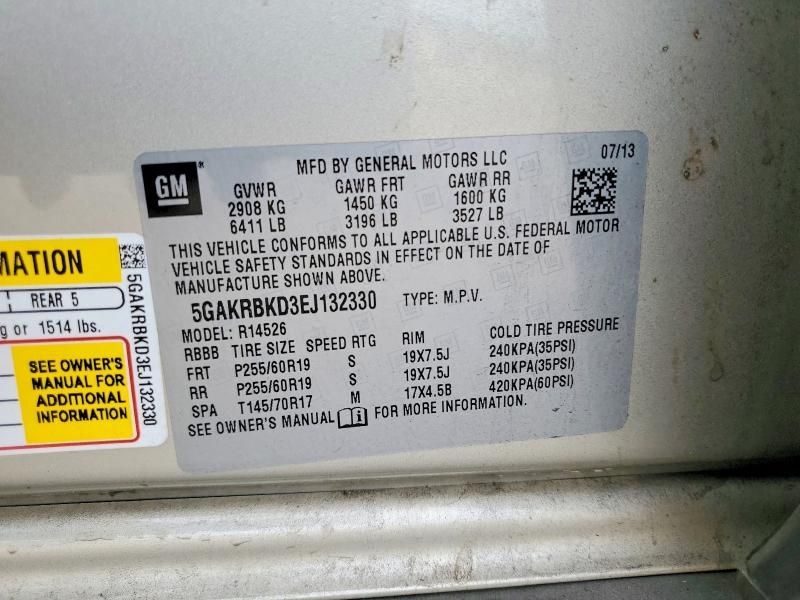 GM
MFD BY GENERAL MOTORS LLC 07/13
GVWR GAWR FRT GAWR RR
2908 KG 1450 KG 1600 KG
6411 LB 3196 LB 3527 LB
THIS VEHICLE CONFORMS TO ALL APPLICABLE U.S. FEDERAL MOTOR
VEHICLE SAFETY STANDARDS IN EFFECT ON THE DATE OF
MANUFACTURE SHOWN ABOVE.
5GAKRBKD3EJ132330 TYPE: M.P.V.
MODEL: R14526
RBBB TIRE SIZE SPEED RTG RIM COLD TIRE PRESSURE
FRT P255/60R19 S 19X7.5J 240KPA(35PSI)
RR P255/60R19 S 19X7.5J 240KPA(35PSI)
SPA T145/70R17 M 17X4.5B 420KPA(60PSI)
SEE OWNER'S MANUAL FOR MORE INFORMATION.
MATION
REAR 5
g or 1514 lbs.
SEE OWNER'S
MANUAL FOR
ADDITIONAL
INFORMATION
5GAKRBKD3EJ132330